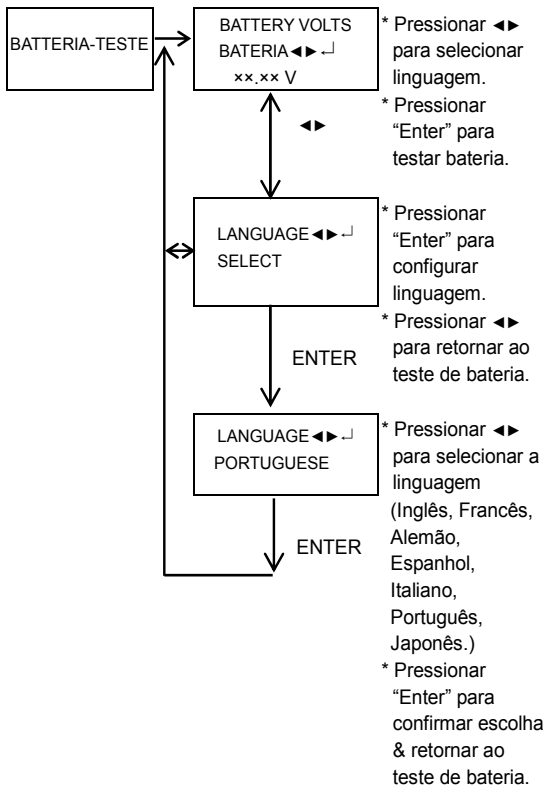 BATTERIA-TESTE
BATTERY VOLTS
BATERIA◄►↵
××.×× V
* Pressionar ◄►
para selecionar
linguagem.
* Pressionar
“Enter” para
testar bateria.
◄►
LANGUAGE◄►↵
SELECT
* Pressionar
“Enter” para
configurar
linguagem.
* Pressionar ◄►
para retornar ao
teste de bateria.
ENTER
LANGUAGE◄►↵
PORTUGUESE
* Pressionar ◄►
para selecionar a
linguagem
(Inglês, Francês,
Alemão,
Espanhol,
Italiano,
Português,
Japonês.)
* Pressionar
“Enter” para
confirmar escolha
& retornar ao
teste de bateria.
ENTER